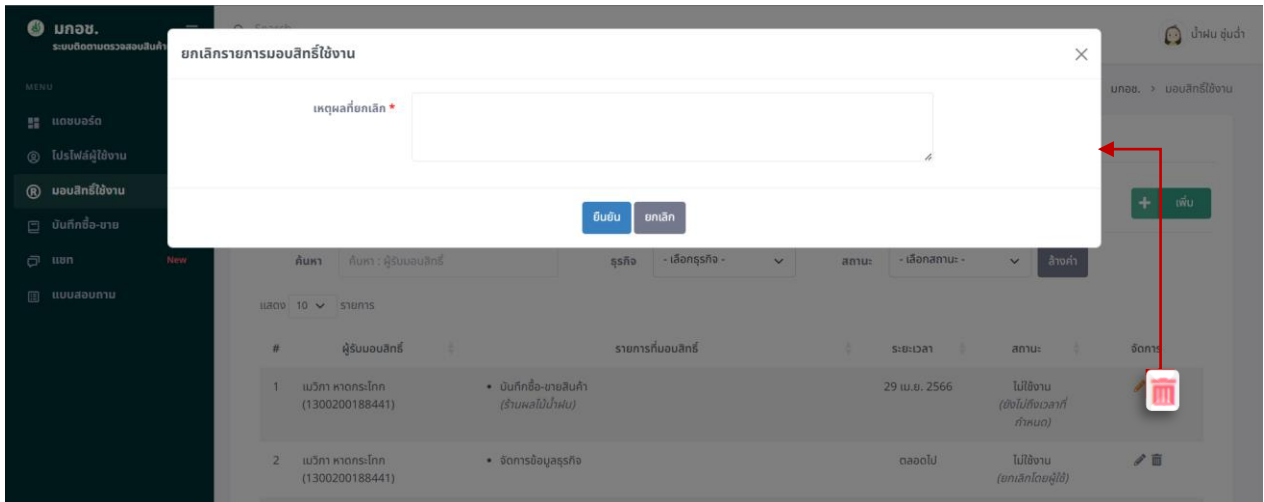 มกอช.
ระบบติดตามตรวจสอบสินค้า
Search
น้ำฝน ชุ่มฉ่ำ
ยกเลิกรายการมอบสิทธิ์ใช้งาน
เหตุผลที่ยกเลิก *
ยืนยัน ยกเลิก
มกอช. > มอบสิทธิ์ใช้งาน
MENU
แดชบอร์ด
โปรไฟล์ผู้ใช้งาน
มอบสิทธิ์ใช้งาน
บันทึกซื้อ-ขาย
แชท New
แบบสอบถาม
+ เพิ่ม
ค้นหา ค้นหา : ผู้รับมอบสิทธิ์ ธุรกิจ - เลือกธุรกิจ - สถานะ: - เลือกสถานะ: - ล้างค่า
แสดง 10 รายการ
# ผู้รับมอบสิทธิ์ รายการที่มอบสิทธิ์ ระยะเวลา สถานะ จัดการ
1 เมวิกา หาดกระโทก • บันทึกซื้อ-ขายสินค้า 29 เม.ย. 2566 ไม่ใช้งาน
(1300200188441) (ร้านผลไม้น้ำฝน) (ยังไม่ถึงเวลาที่
กำหนด)
2 เมวิกา หาดกระโทก • จัดการข้อมูลธุรกิจ ตลอดไป ไม่ใช้งาน
(1300200188441) (ยกเลิกโดยผู้ใช้)